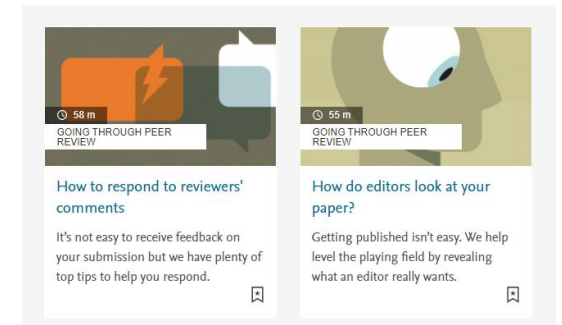 58 m
GOING THROUGH PEER
REVIEW
How to respond to reviewers'
comments
It's not easy to receive feedback on
your submission but we have plenty of
top tips to help you respond.
55 m
GOING THROUGH PEER
REVIEW
How do editors look at your
paper?
Getting published isn't easy. We help
level the playing field by revealing
what an editor really wants.